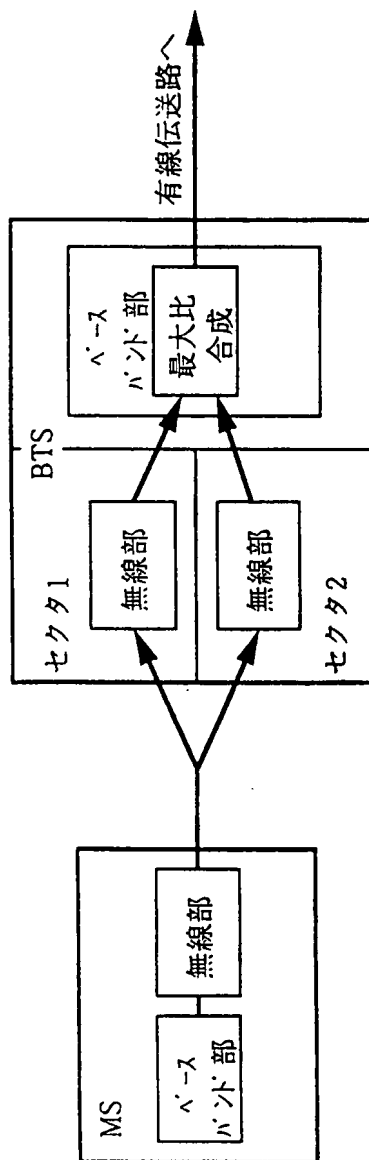 MS
ベース
バンド部
無線部
セクタ1
BTS
無線部
無線部
セクタ2
ベース
バンド部
最大比
合成
有線伝送路へ